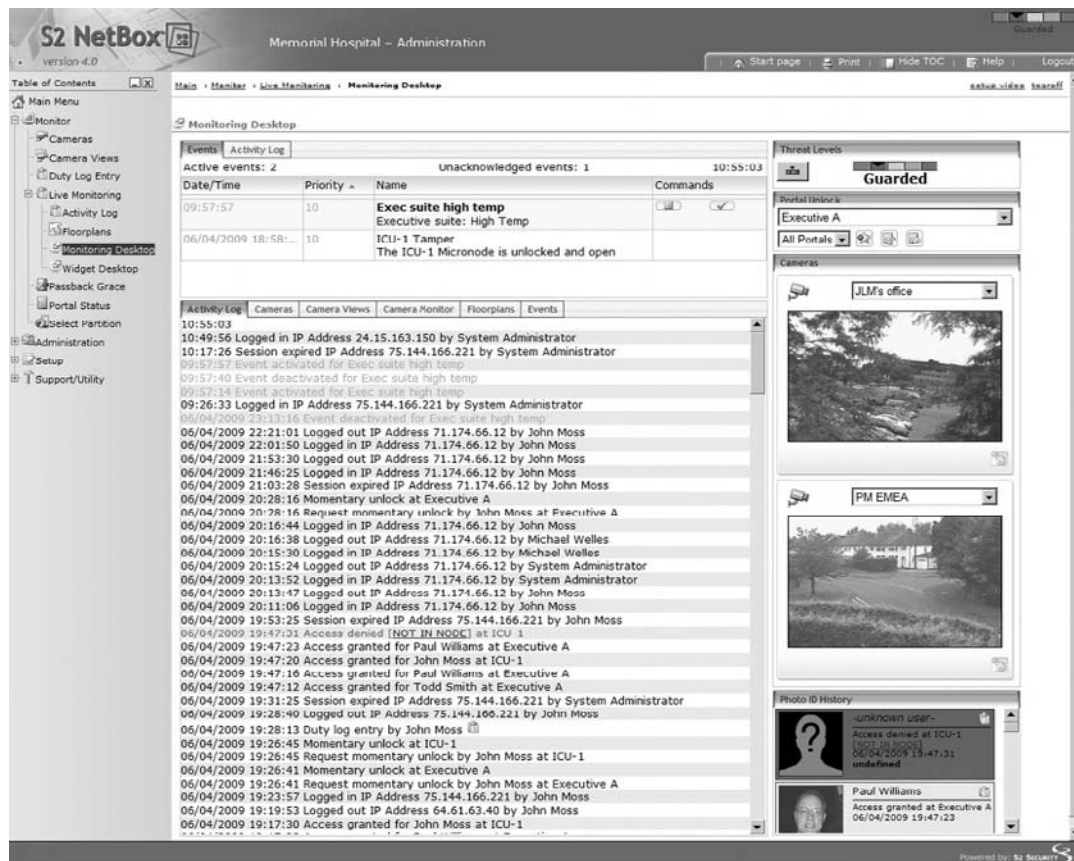 S2 NetBox
version 4.0
Memorial Hospital – Administration
Guarded
Start page | Print | Hide TOC | Help | Logout
Table of Contents
Main Menu
Monitor
Cameras
Camera Views
Duty Log Entry
Live Monitoring
Activity Log
Floorplans
Monitoring Desktop
Widget Desktop
Passback Grace
Portal Status
Select Partition
Administration
Setup
Support/Utility
Main › Monitor › Live Monitoring › Monitoring Desktop
setup video tearoff
Monitoring Desktop
Events Activity Log
Active events: 2 Unacknowledged events: 1 10:55:03
Date/Time Priority Name Commands
09:57:57 10 Exec suite high temp
Executive suite: High Temp
06/04/2009 18:58:... 10 ICU-1 Tamper
The ICU-1 Micronode is unlocked and open
Activity Log Cameras Camera Views Camera Monitor Floorplans Events
10:55:03
10:49:56 Logged in IP Address 24.15.163.150 by System Administrator
10:17:26 Session expired IP Address 75.144.166.221 by System Administrator
09:57:57 Event activated for Exec suite high temp
09:57:40 Event deactivated for Exec suite high temp
09:57:14 Event activated for Exec suite high temp
09:26:33 Logged in IP Address 75.144.166.221 by System Administrator
06/04/2009 23:13:16 Event deactivated for Exec suite high temp
06/04/2009 22:21:01 Logged out IP Address 71.174.66.12 by John Moss
06/04/2009 22:01:50 Logged in IP Address 71.174.66.12 by John Moss
06/04/2009 21:53:30 Logged out IP Address 71.174.66.12 by John Moss
06/04/2009 21:46:25 Logged in IP Address 71.174.66.12 by John Moss
06/04/2009 21:03:28 Session expired IP Address 71.174.66.12 by John Moss
06/04/2009 20:28:16 Momentary unlock at Executive A
06/04/2009 20:28:16 Request momentary unlock by John Moss at Executive A
06/04/2009 20:16:44 Logged in IP Address 71.174.66.12 by John Moss
06/04/2009 20:16:38 Logged out IP Address 71.174.66.12 by Michael Welles
06/04/2009 20:15:30 Logged in IP Address 71.174.66.12 by Michael Welles
06/04/2009 20:15:24 Logged out IP Address 71.174.66.12 by System Administrator
06/04/2009 20:13:52 Logged in IP Address 71.174.66.12 by System Administrator
06/04/2009 20:13:47 Logged out IP Address 71.174.66.12 by John Moss
06/04/2009 20:11:06 Logged in IP Address 71.174.66.12 by John Moss
06/04/2009 19:53:25 Session expired IP Address 75.144.166.221 by John Moss
06/04/2009 19:47:31 Access denied [NOT IN NODE] at ICU-1
06/04/2009 19:47:23 Access granted for Paul Williams at Executive A
06/04/2009 19:47:20 Access granted for John Moss at ICU-1
06/04/2009 19:47:16 Access granted for Paul Williams at Executive A
06/04/2009 19:47:12 Access granted for Todd Smith at Executive A
06/04/2009 19:31:25 Session expired IP Address 75.144.166.221 by System Administrator
06/04/2009 19:28:40 Logged out IP Address 75.144.166.221 by John Moss
06/04/2009 19:28:13 Duty log entry by John Moss
06/04/2009 19:26:45 Momentary unlock at ICU-1
06/04/2009 19:26:45 Request momentary unlock by John Moss at ICU-1
06/04/2009 19:26:41 Momentary unlock at Executive A
06/04/2009 19:26:41 Request momentary unlock by John Moss at Executive A
06/04/2009 19:23:57 Logged in IP Address 75.144.166.221 by John Moss
06/04/2009 19:19:53 Logged out IP Address 64.61.63.40 by John Moss
06/04/2009 19:17:30 Access granted for John Moss at ICU-1
Threat Levels
Guarded
Portal Unlock
Executive A
All Portals
Cameras
JLM's office
PM EMEA
Photo ID History
-unknown user-
Access denied at ICU-1
[NOT IN NODE]
06/04/2009 19:47:31
undefined
Paul Williams
Access granted at Executive A
06/04/2009 19:47:23
Powered by: S2 Security